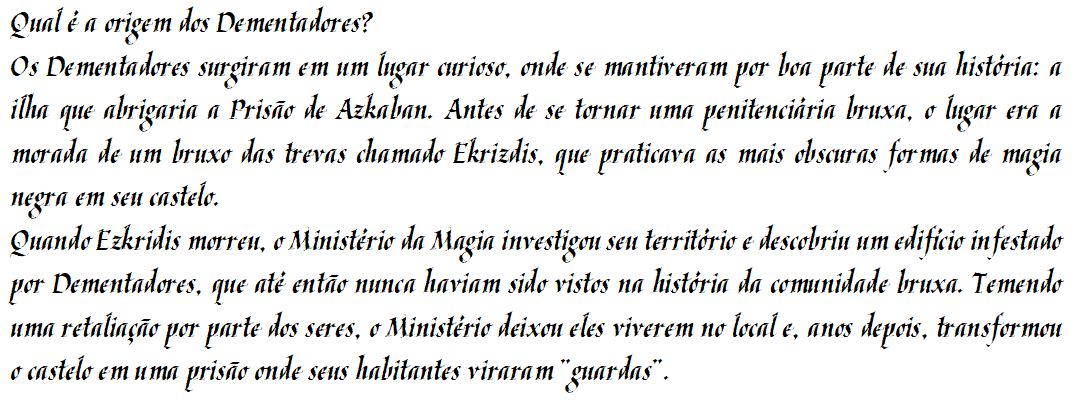 Qual é a origem dos Dementadores?
Os Dementadores surgiram em um lugar curioso, onde se mantiveram por boa parte de sua história: a
ilha que abrigaria a Prisão de Azkaban. Antes de se tornar uma penitenciária bruxa, o lugar era a
morada de um bruxo das trevas chamado Ekrizdis, que praticava as mais obscuras formas de magia
negra em seu castelo.
Quando Ezkridis morreu, o Ministério da Magia investigou seu território e descobriu um edifício infestado
por Dementadores, que até então nunca haviam sido vistos na história da comunidade bruxa. Temendo
uma retaliação por parte dos seres, o Ministério deixou eles viverem no local e, anos depois, transformou
o castelo em uma prisão onde seus habitantes viraram "guardas".